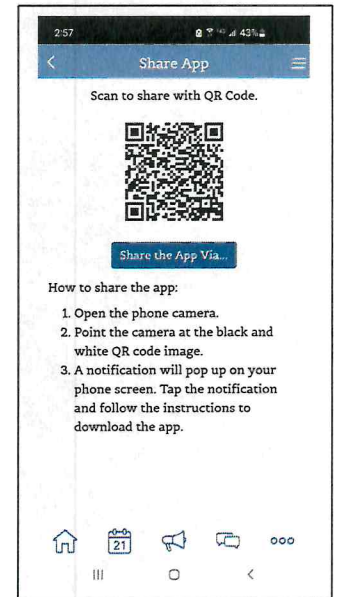 2:57 43%
Share App
Scan to share with QR Code.
Share the App Via...
How to share the app:
1. Open the phone camera.
2. Point the camera at the black and
white QR code image.
3. A notification will pop up on your
phone screen. Tap the notification
and follow the instructions to
download the app.
21